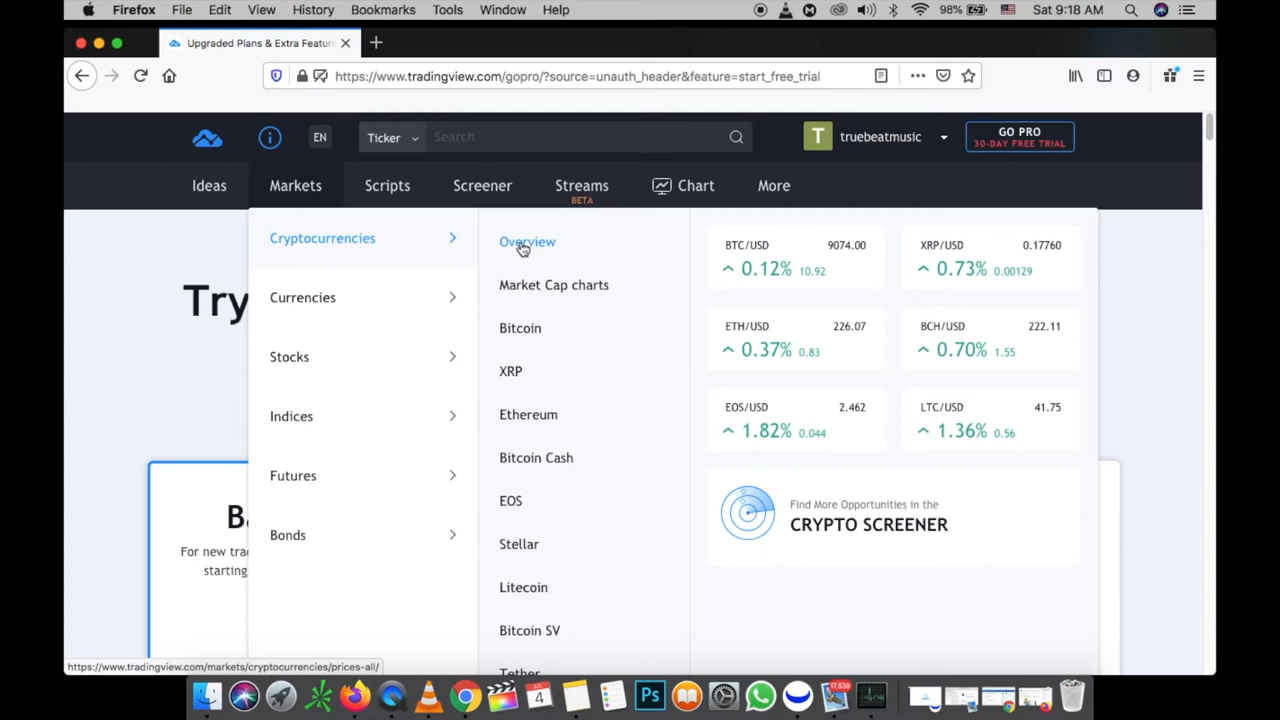 Firefox File Edit View History Bookmarks Tools Window Help 98% Sat 9:18 AM
Upgraded Plans & Extra Featur
https://www.tradingview.com/gopro/?source=unauth_header&feature=start_free_trial
EN Ticker Search T truebeatmusic GO PRO
30-DAY FREE TRIAL
Ideas Markets Scripts Screener Streams Chart More
BETA
Try
Cryptocurrencies
Currencies
Stocks
Indices
Futures
Bonds
Overview
Market Cap charts
Bitcoin
XRP
Ethereum
Bitcoin Cash
EOS
Stellar
Litecoin
Bitcoin SV
Tether
BTC/USD 9074.00
0.12% 10.92
XRP/USD 0.17760
0.73% 0.00129
ETH/USD 226.07
0.37% 0.83
BCH/USD 222.11
0.70% 1.55
EOS/USD 2.462
1.82% 0.044
LTC/USD 41.75
1.36% 0.56
Find More Opportunities in the
CRYPTO SCREENER
For new tra
starting
https://www.tradingview.com/markets/cryptocurrencies/prices-all/
JUL
4
Ps
17,539